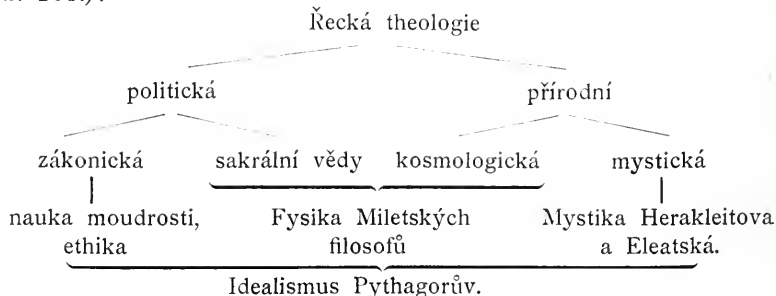 Řecká theologie
politická přírodní
zákonická sakrální vědy kosmologická mystická
nauka moudrosti, Fysika Miletských Mystika Herakleitova
ethika filosofů a Eleatská.
Idealismus Pythagorův.